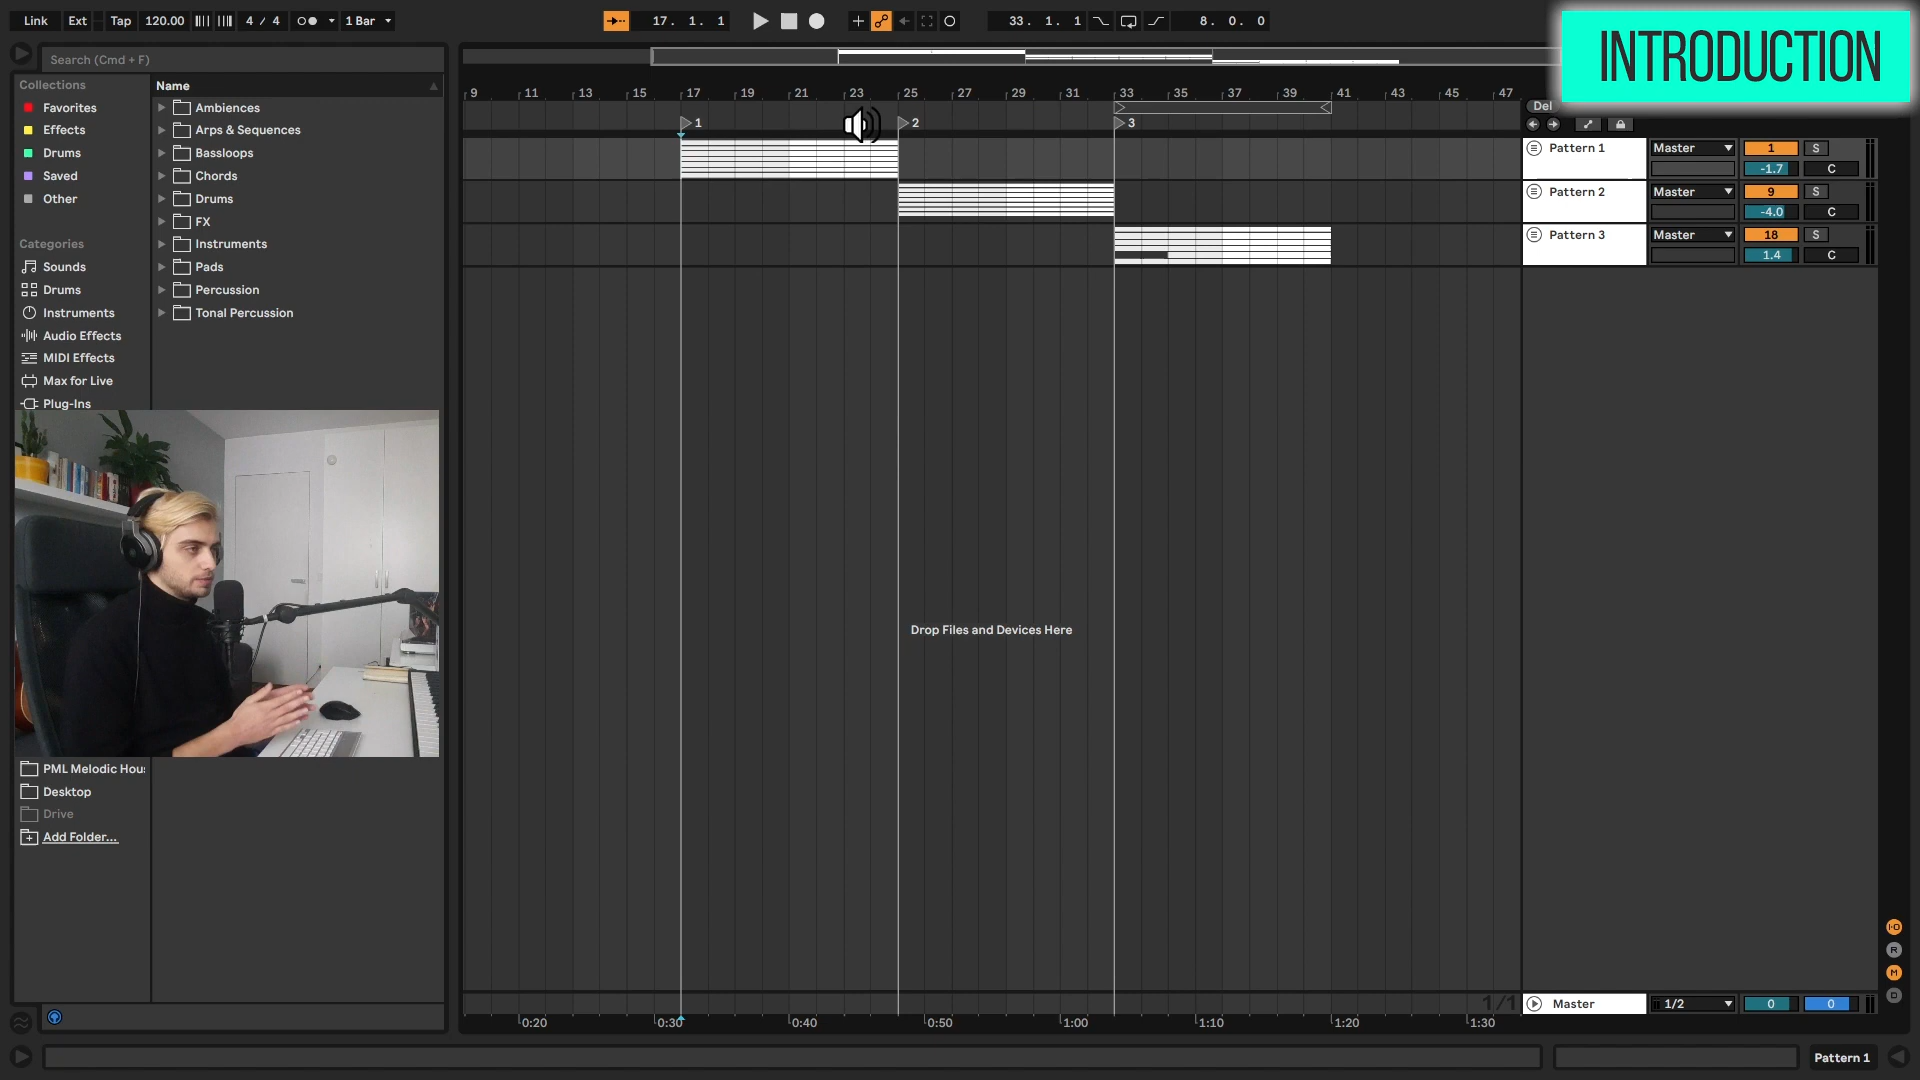 Link Ext Tap 120.00 4 / 4 1 Bar 17. 1. 1 33. 1. 1 8. 0. 0
INTRODUCTION
Search (Cmd + F)
Collections
Favorites
Effects
Drums
Saved
Other
Categories
Sounds
Drums
Instruments
Audio Effects
MIDI Effects
Max for Live
Plug-Ins
PML Melodic Hou
Desktop
Drive
Add Folder...
Name
Ambiences
Arps & Sequences
Bassloops
Chords
Drums
FX
Instruments
Pads
Percussion
Tonal Percussion
9 11 13 15 17 19 21 23 25 27 29 31 33 35 37 39 41 43 45 47
1 2 3
Del
Pattern 1 Master 1 S
-1.7 C
Pattern 2 Master 9 S
-4.0 C
Pattern 3 Master 18 S
1.4 C
Drop Files and Devices Here
I·O
R
M
D
1/1
Master 1/2 0 0
0:20 0:30 0:40 0:50 1:00 1:10 1:20 1:30
Pattern 1